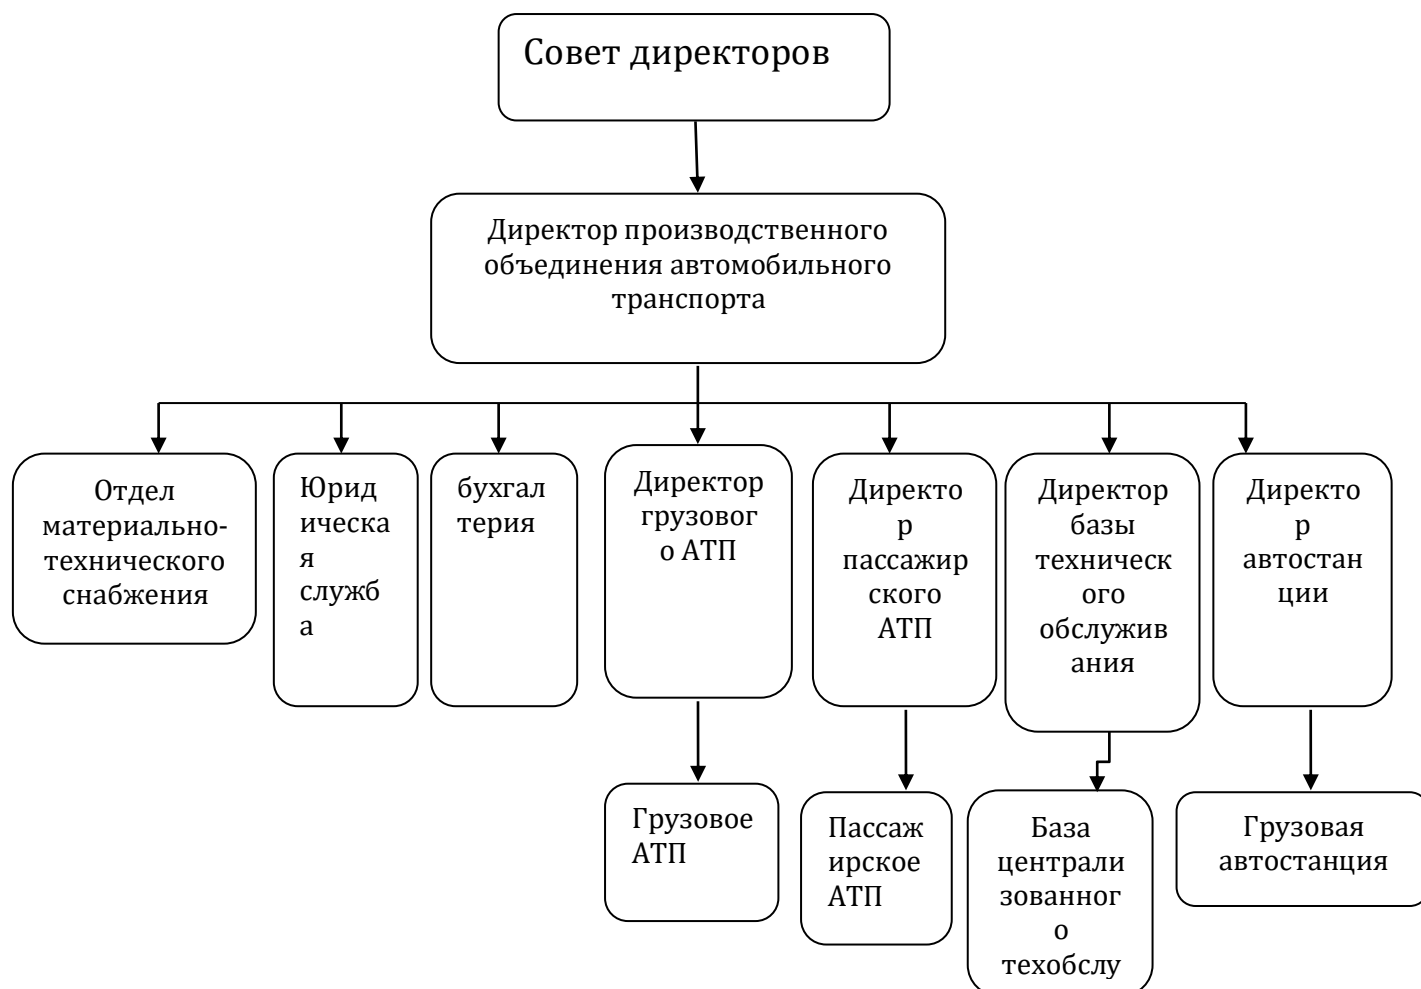 Совет директоров
Директор производственного
объединения автомобильного
транспорта
Отдел
материально-
технического
снабжения
Юрид
ическа
я
служб
а
бухгал
терия
Директор
грузовог
о АТП
Директо
р
пассажир
ского
АТП
Директор
базы
техническ
ого
обслужив
ания
Директо
р
автостан
ции
Грузовое
АТП
Пассаж
ирское
АТП
База
централи
зованног
о
техобслу
Грузовая
автостанция